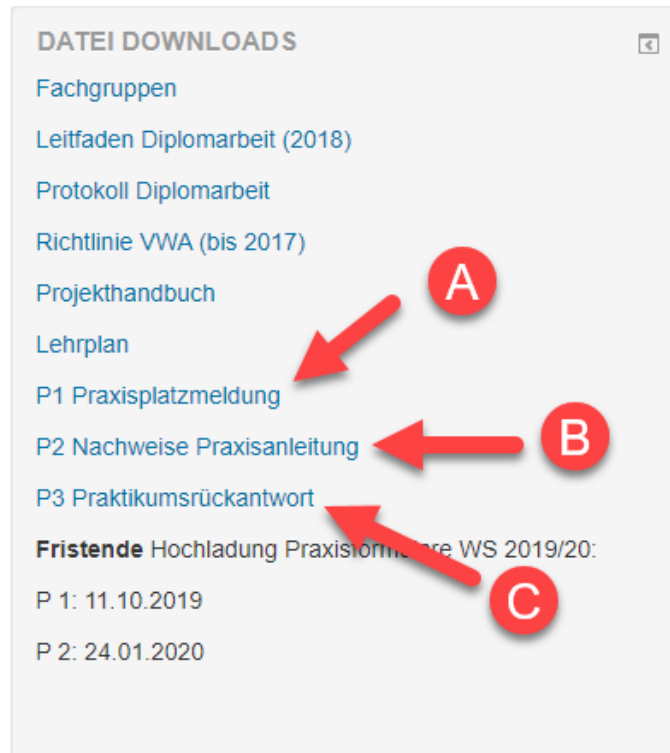 DATEI DOWNLOADS
Fachgruppen
Leitfaden Diplomarbeit (2018)
Protokoll Diplomarbeit
Richtlinie VWA (bis 2017)
A
Projekthandbuch
Lehrplan
P1 Praxisplatzmeldung
P2 Nachweise Praxisanleitung
B
P3 Praktikumsrückantwort
Fristende Hochladung Praxisformulare WS 2019/20:
C
P 1: 11.10.2019
P 2: 24.01.2020